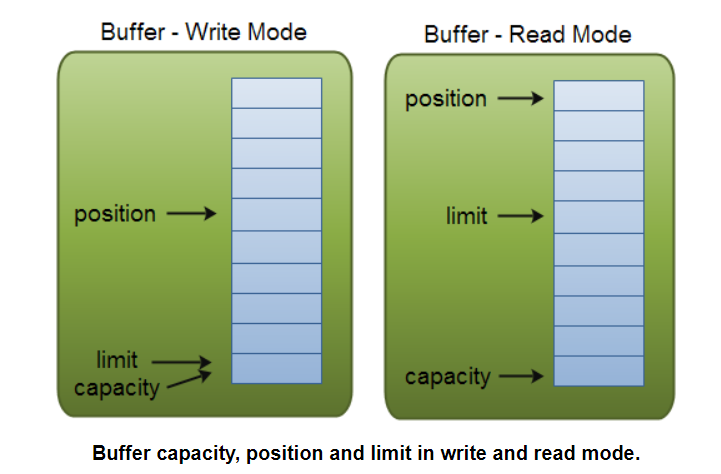 Buffer - Write Mode
position
limit
capacity
Buffer - Read Mode
position
limit
capacity
Buffer capacity, position and limit in write and read mode.